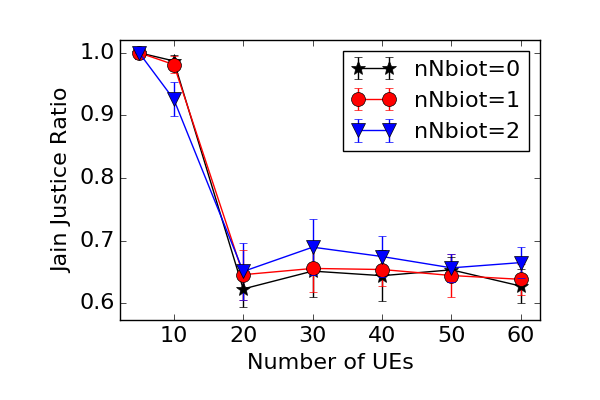 1.0
0.9
0.8
0.7
0.6
Jain Justice Ratio
nNbiot=0
nNbiot=1
nNbiot=2
10 20 30 40 50 60
Number of UEs